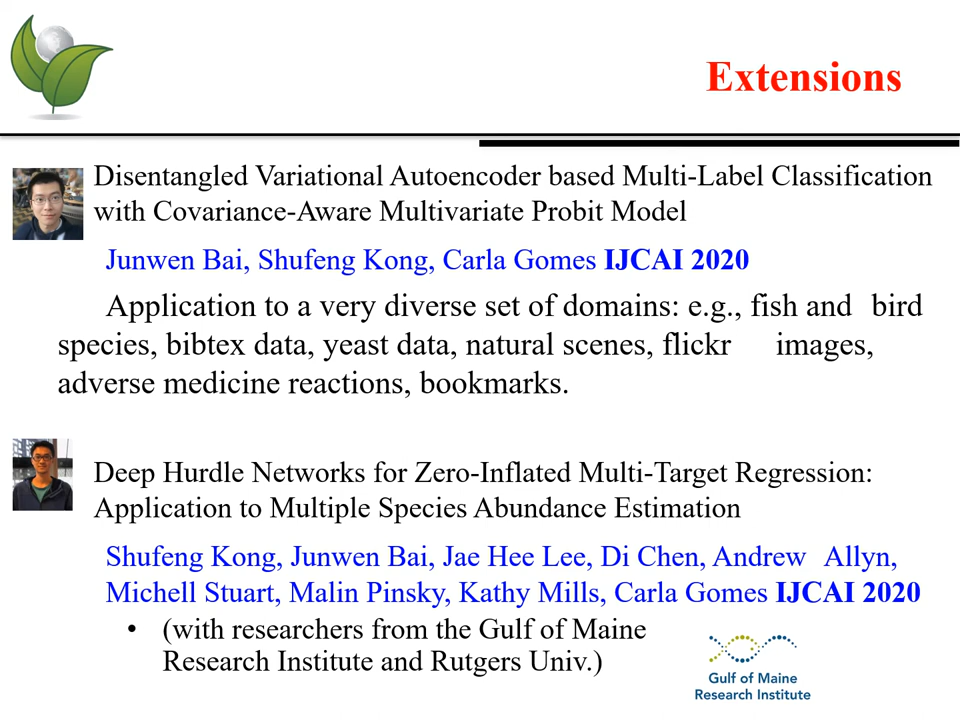 Extensions
Disentangled Variational Autoencoder based Multi-Label Classification
with Covariance-Aware Multivariate Probit Model
Junwen Bai, Shufeng Kong, Carla Gomes IJCAI 2020
Application to a very diverse set of domains: e.g., fish and bird
species, bibtex data, yeast data, natural scenes, flickr images,
adverse medicine reactions, bookmarks.
Deep Hurdle Networks for Zero-Inflated Multi-Target Regression:
Application to Multiple Species Abundance Estimation
Shufeng Kong, Junwen Bai, Jae Hee Lee, Di Chen, Andrew Allyn,
Michell Stuart, Malin Pinsky, Kathy Mills, Carla Gomes IJCAI 2020
• (with researchers from the Gulf of Maine
Research Institute and Rutgers Univ.)
Gulf of Maine
Research Institute